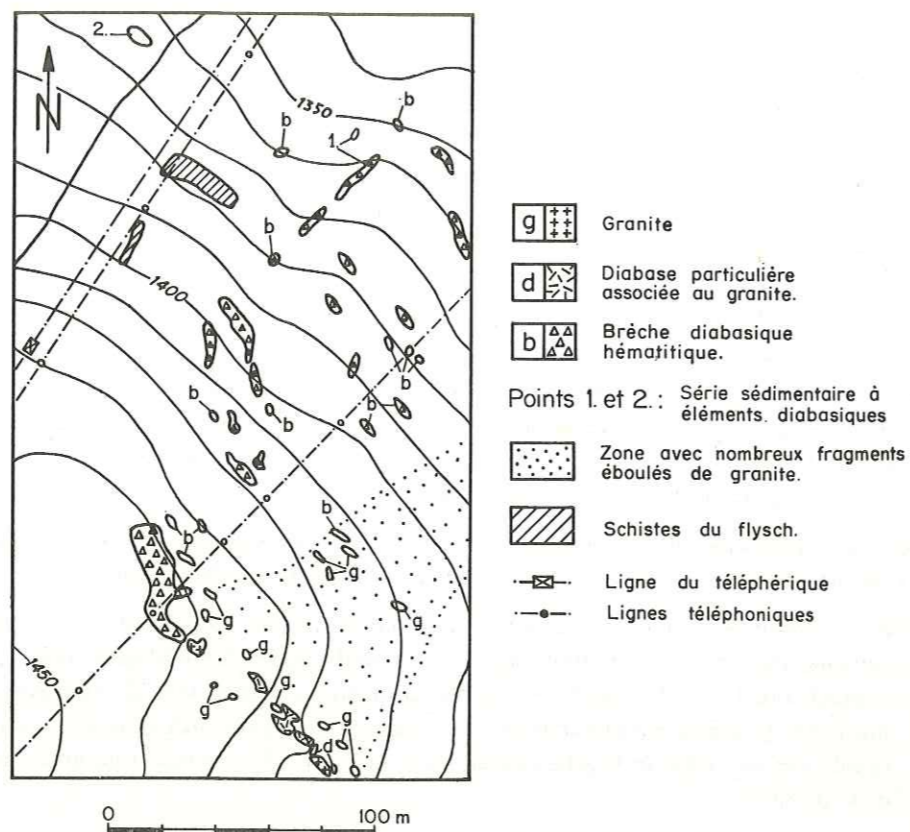 2.
N
1350
b
b
1.
b
1400
b
b
b
b
b
b
g
g
g
g
g
g
g
d
1450
0 100 m
g Granite
d Diabase particulière
associée au granite.
b Brèche diabasique
hématitique.
Points 1. et 2. : Série sédimentaire à
éléments. diabasiques
Zone avec nombreux fragments
éboulés de granite.
Schistes du flysch.
Ligne du téléphérique
Lignes téléphoniques